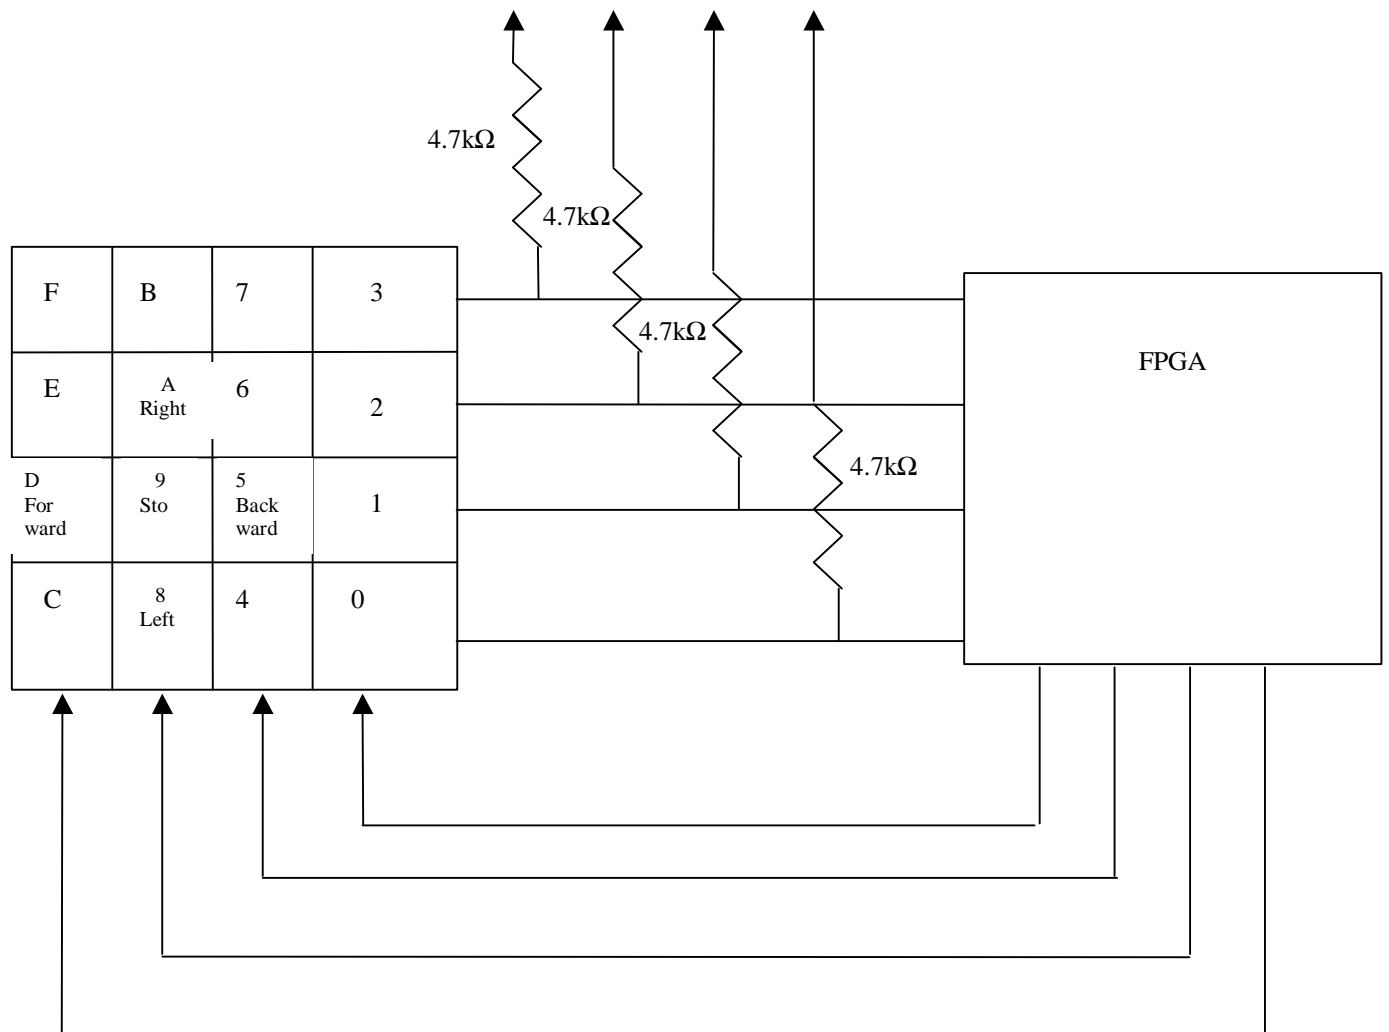 4.7kΩ
4.7kΩ
4.7kΩ
4.7kΩ
F B 7 3
E
A
Right
6
2
D
For
ward
9
Sto
5
Back
ward
1
C
8
Left
4
0
FPGA